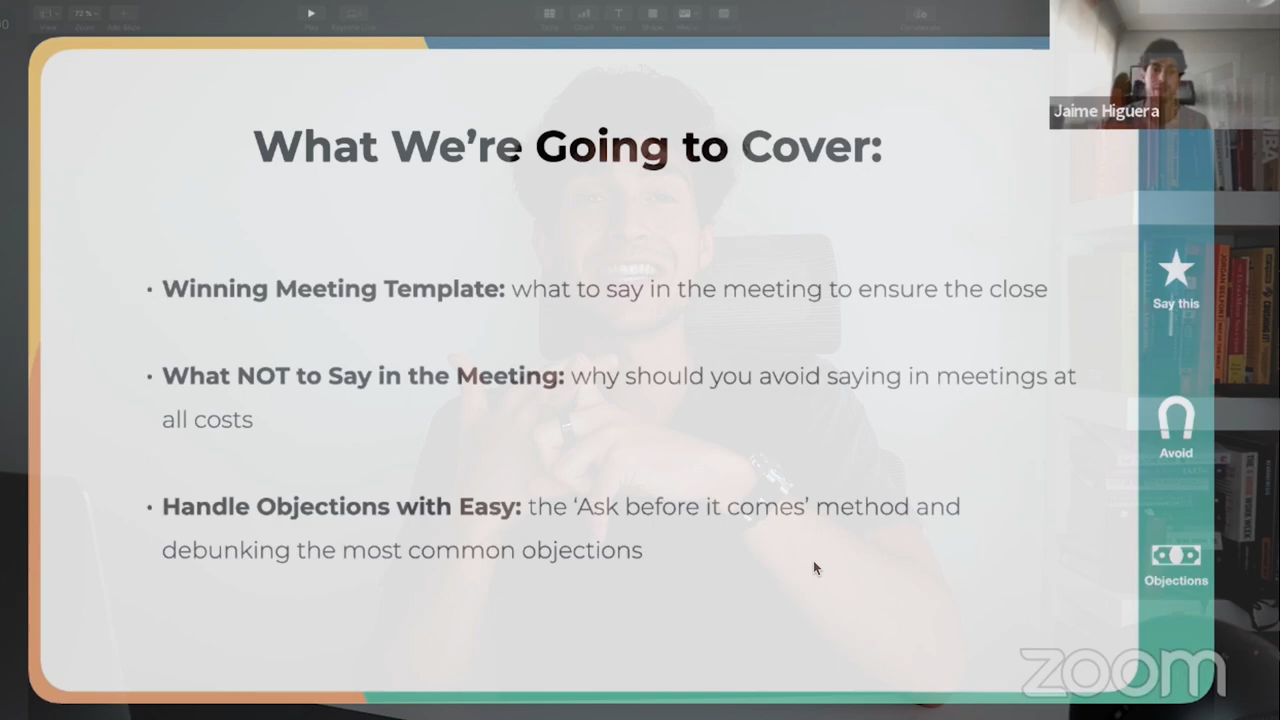 72 %
Jaime Higuera
What We're Going to Cover:
• Winning Meeting Template: what to say in the meeting to ensure the close
• What NOT to Say in the Meeting: why should you avoid saying in meetings at
all costs
• Handle Objections with Easy: the ‘Ask before it comes’ method and
debunking the most common objections
Say this
Avoid
Objections
zoom